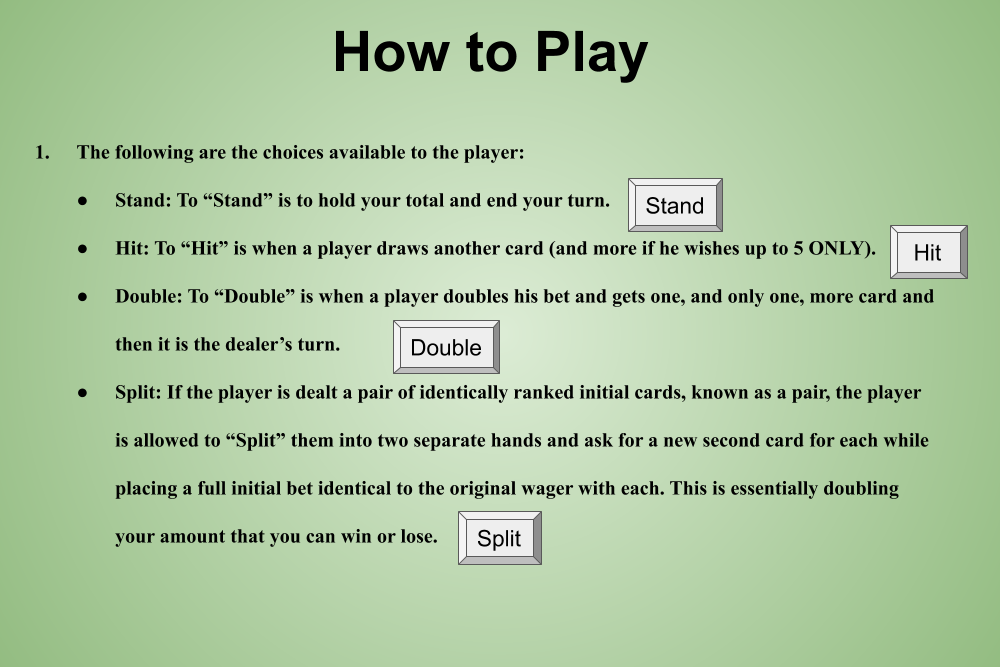 How to Play
1. The following are the choices available to the player:
● Stand: To “Stand” is to hold your total and end your turn. Stand
● Hit: To “Hit” is when a player draws another card (and more if he wishes up to 5 ONLY). Hit
● Double: To “Double” is when a player doubles his bet and gets one, and only one, more card and
then it is the dealer’s turn. Double
● Split: If the player is dealt a pair of identically ranked initial cards, known as a pair, the player
is allowed to “Split” them into two separate hands and ask for a new second card for each while
placing a full initial bet identical to the original wager with each. This is essentially doubling
your amount that you can win or lose. Split